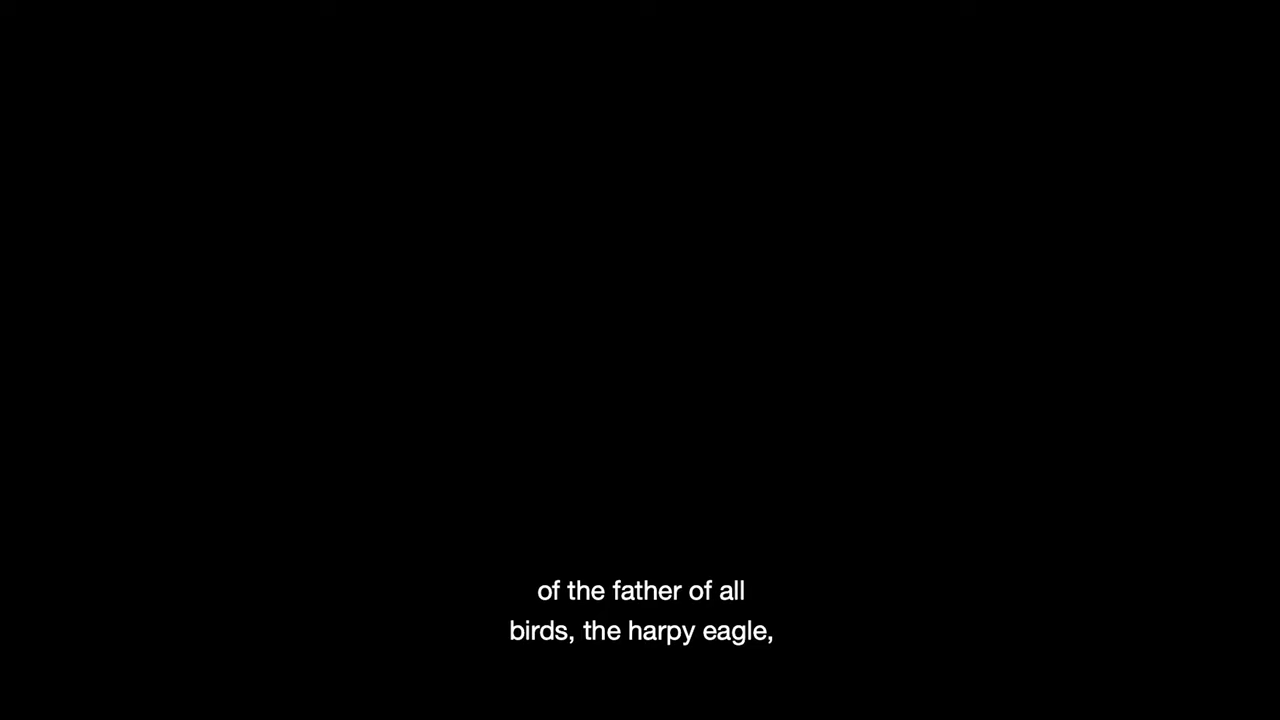 of the father of all
birds, the harpy eagle,